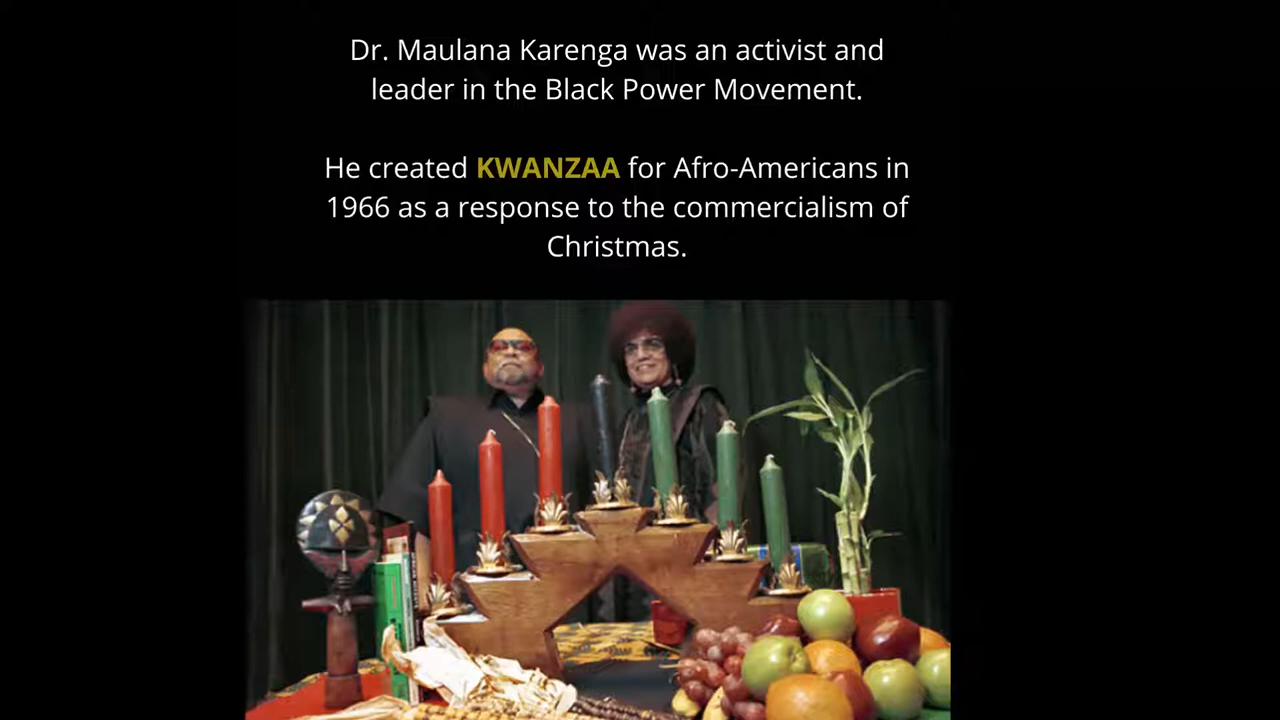 Dr. Maulana Karenga was an activist and
leader in the Black Power Movement.
He created KWANZAA for Afro-Americans in
1966 as a response to the commercialism of
Christmas.